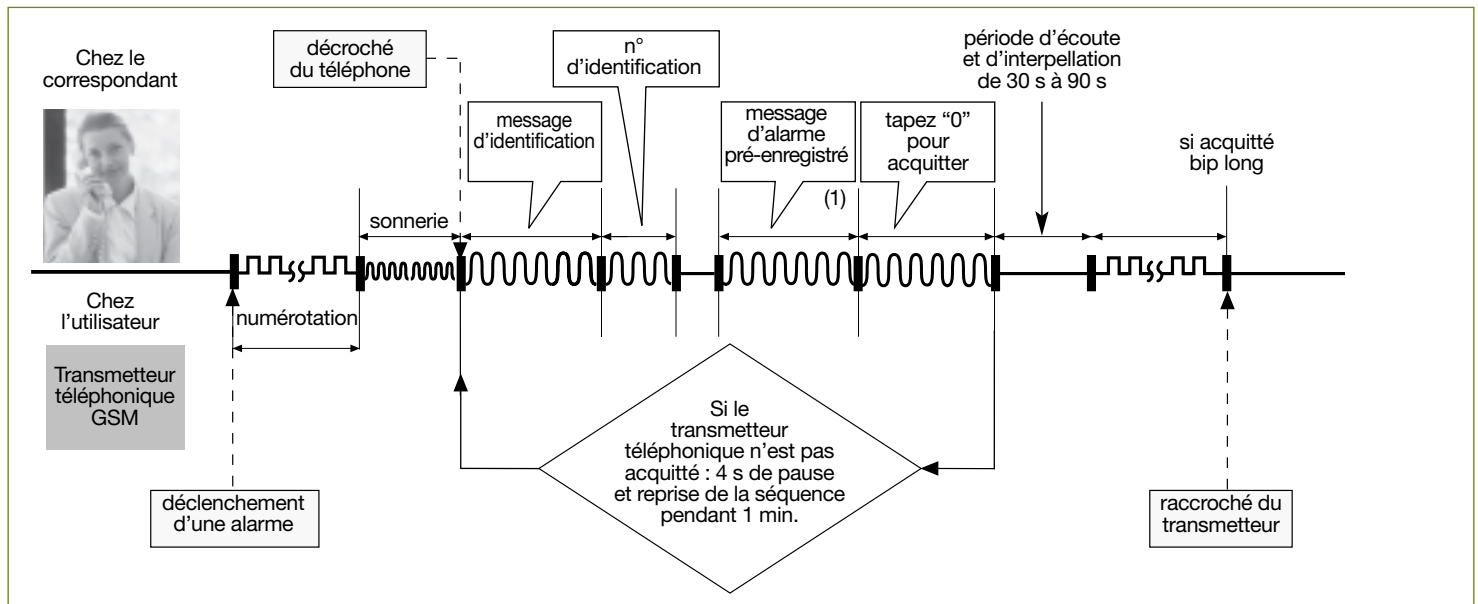 Chez le
correspondant
décroché
du téléphone
n°
d'identification
période d'écoute
et d'interpellation
de 30 s à 90 s
message
d'identification
message
d'alarme
pré-enregistré
(1)
tapez “0”
pour
acquitter
si acquitté
bip long
sonnerie
Chez
l'utilisateur
numérotation
Transmetteur
téléphonique
GSM
Si le
transmetteur
téléphonique n'est pas
acquitté : 4 s de pause
et reprise de la séquence
pendant 1 min.
déclenchement
d'une alarme
raccroché du
transmetteur